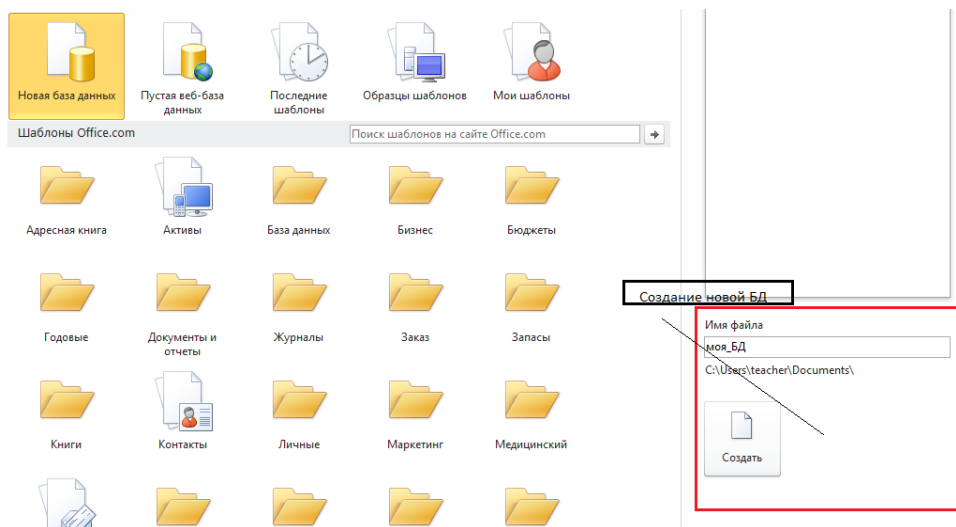 Новая база данных
Пустая веб-база
данных
Последние
шаблоны
Образцы шаблонов
Мои шаблоны
Шаблоны Office.com
Поиск шаблонов на сайте Office.com
Адресная книга
Активы
База данных
Бизнес
Бюджеты
Создание новой БД
Годовые
Документы и
отчеты
Журналы
Заказ
Запасы
Имя файла
моя_БД
C:\Users\teacher\Documents\
Книги
Контакты
Личные
Маркетинг
Медицинский
Создать